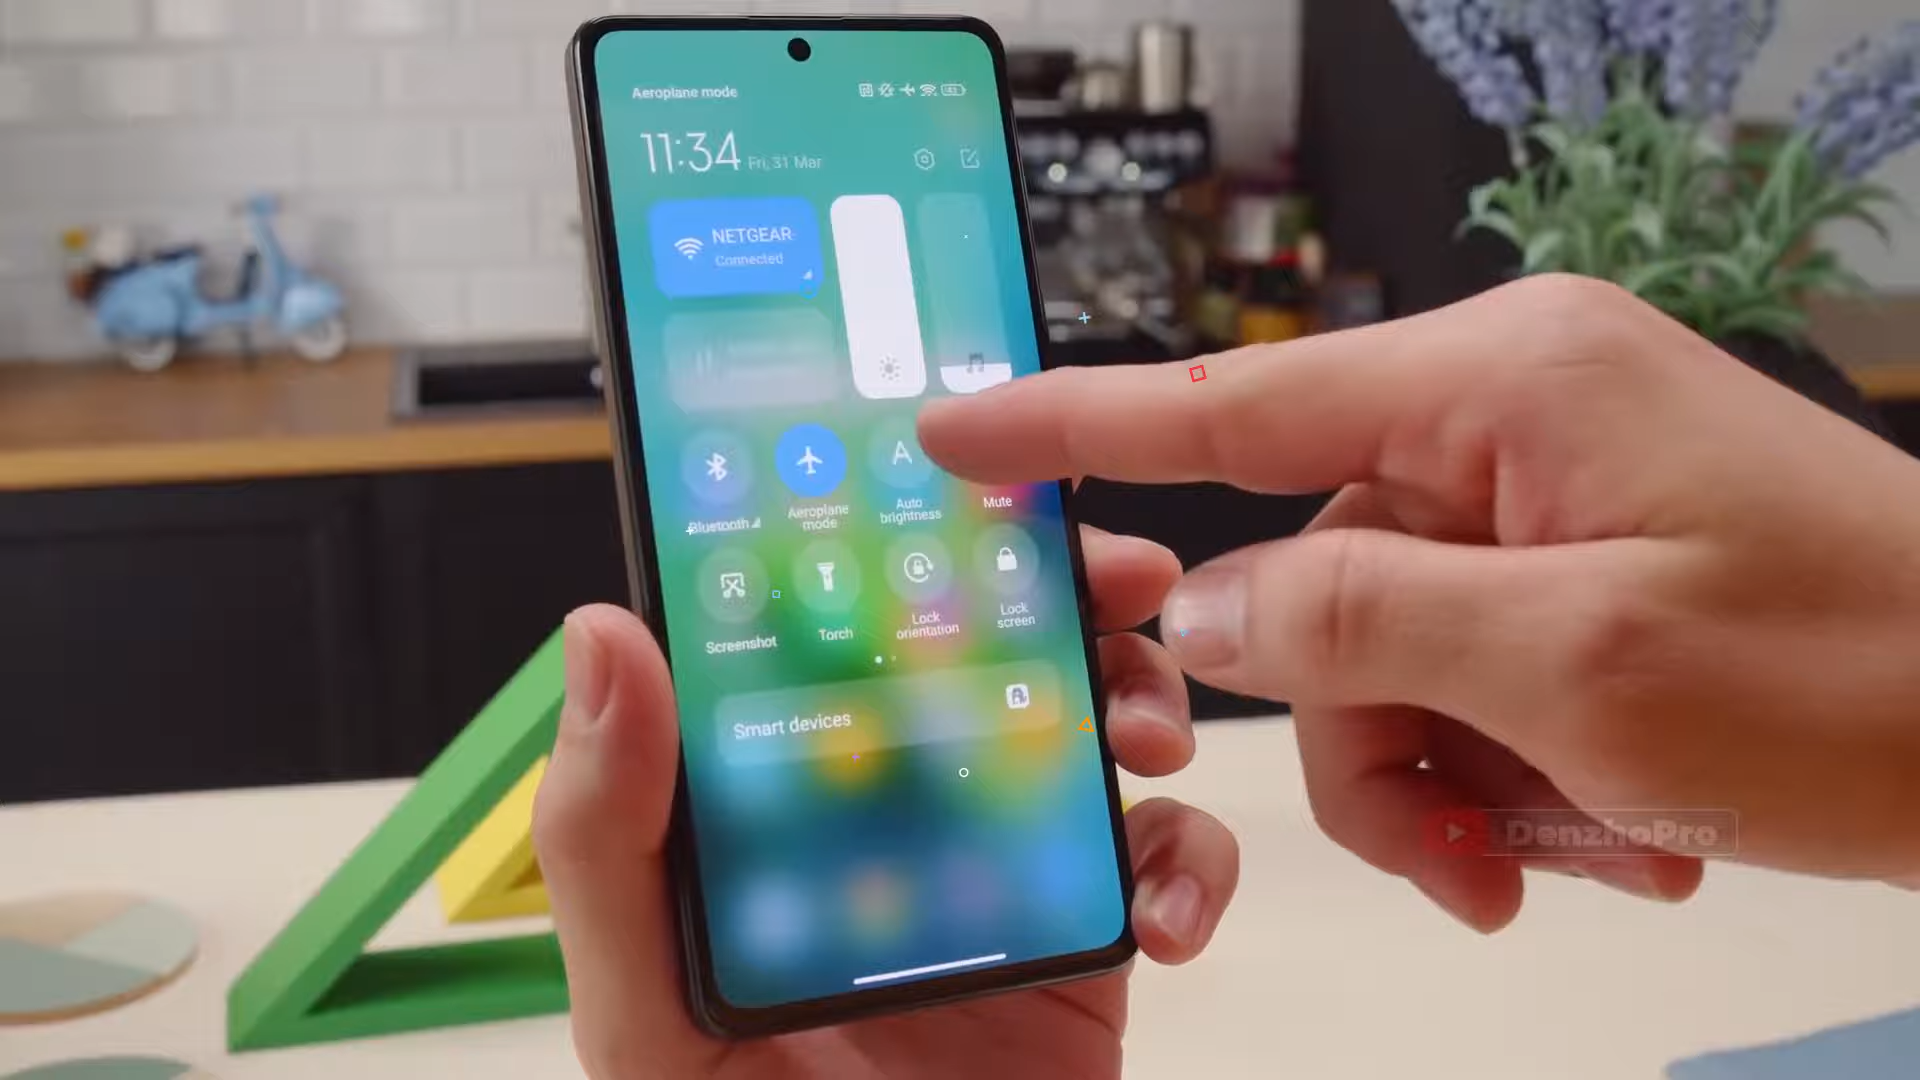 Aeroplane mode
11:34 Fri, 31 Mar
NETGEAR
Connected
Bluetooth
Aeroplane
mode
Auto
brightness
Mute
Screenshot
Torch
Lock
orientation
Lock
screen
Smart devices
DenzhoPro